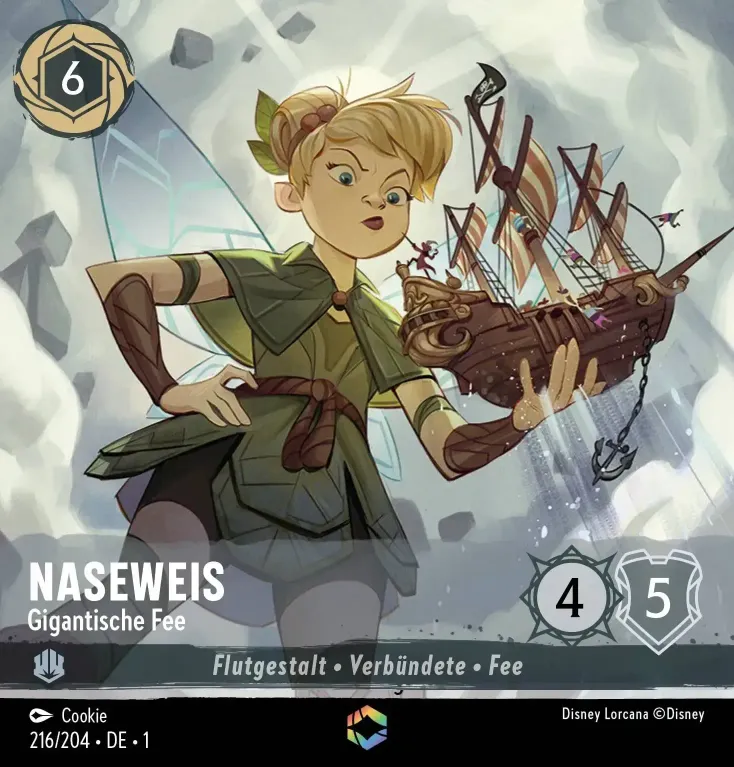 6
NASEWEIS
Gigantische Fee
4
5
Flutgestalt • Verbündete • Fee
Cookie
Disney Lorcana ©Disney
216/204 • DE • 1